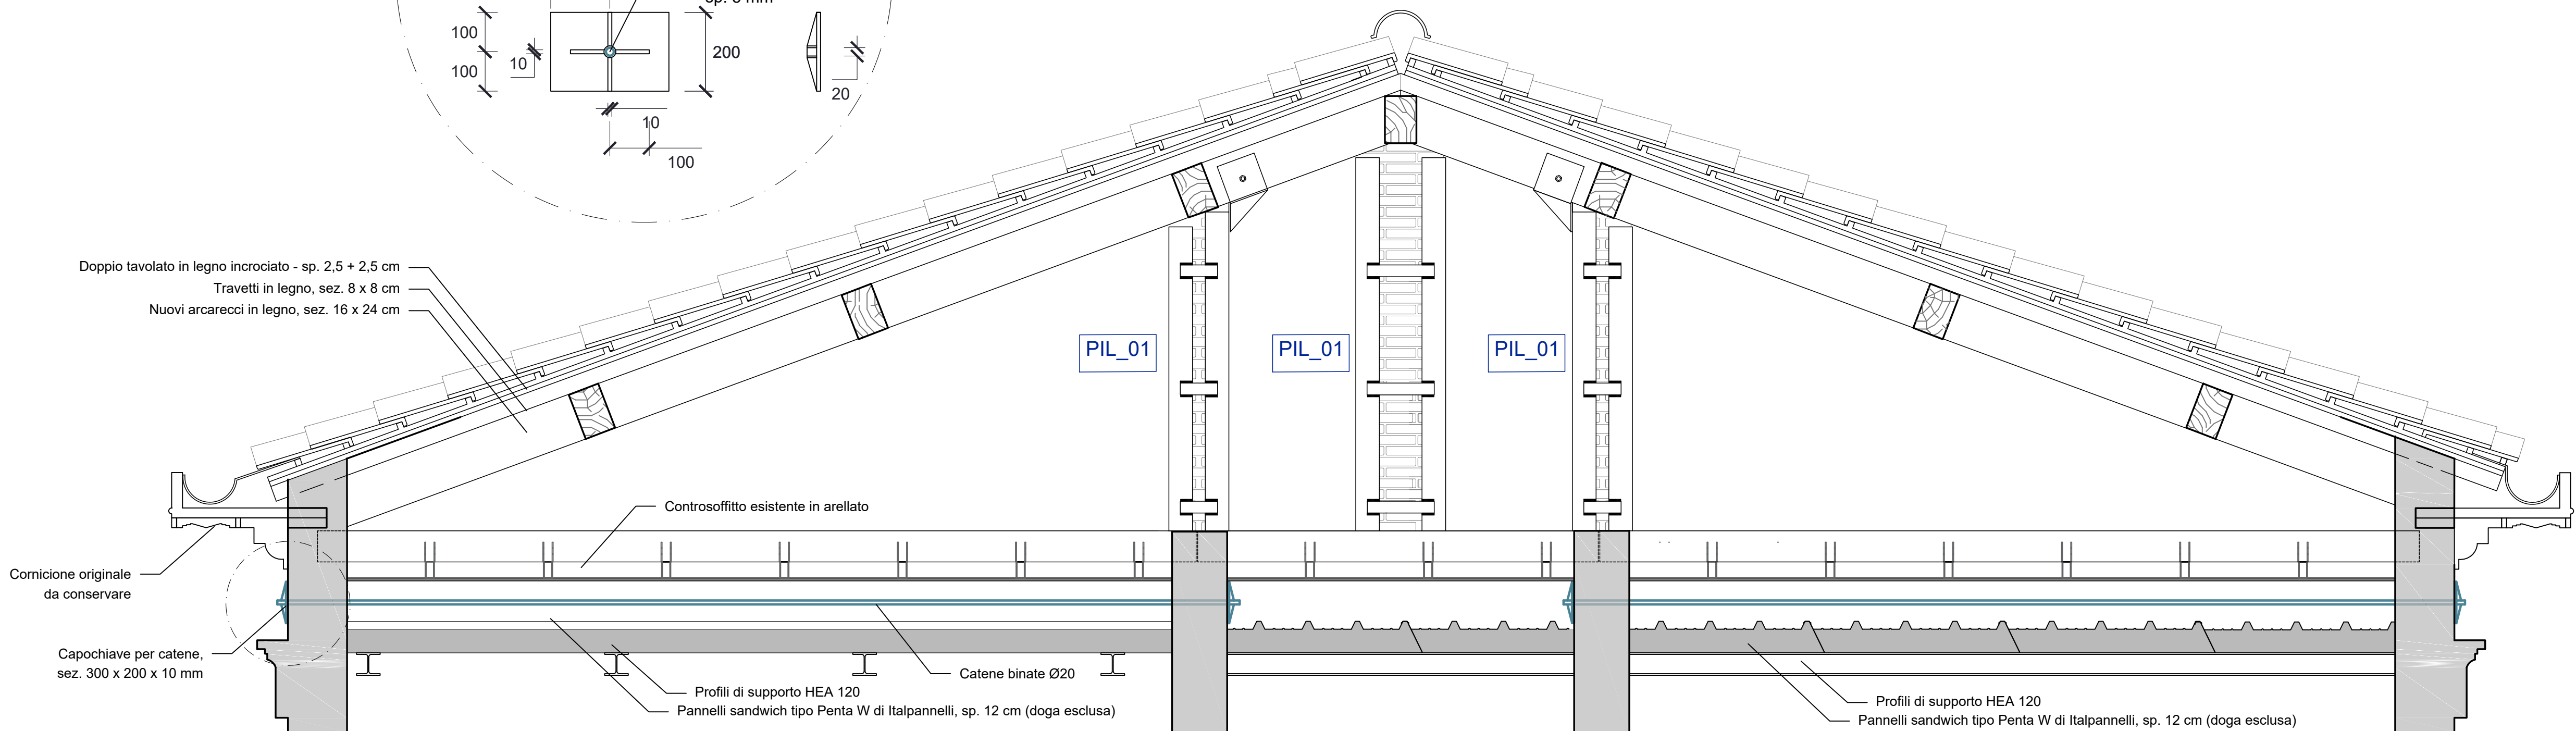 100
100
10
200
20
10
100
Doppio tavolato in legno incrociato - sp. 2,5 + 2,5 cm
Travetti in legno, sez. 8 x 8 cm
Nuovi arcarecci in legno, sez. 16 x 24 cm
PIL_01
PIL_01
PIL_01
Controsoffitto esistente in arellato
Cornicione originale
da conservare
Capochiave per catene,
sez. 300 x 200 x 10 mm
Catene binate Ø20
Profili di supporto HEA 120
Pannelli sandwich tipo Penta W di Italpannelli, sp. 12 cm (doga esclusa)
Profili di supporto HEA 120
Pannelli sandwich tipo Penta W di Italpannelli, sp. 12 cm (doga esclusa)